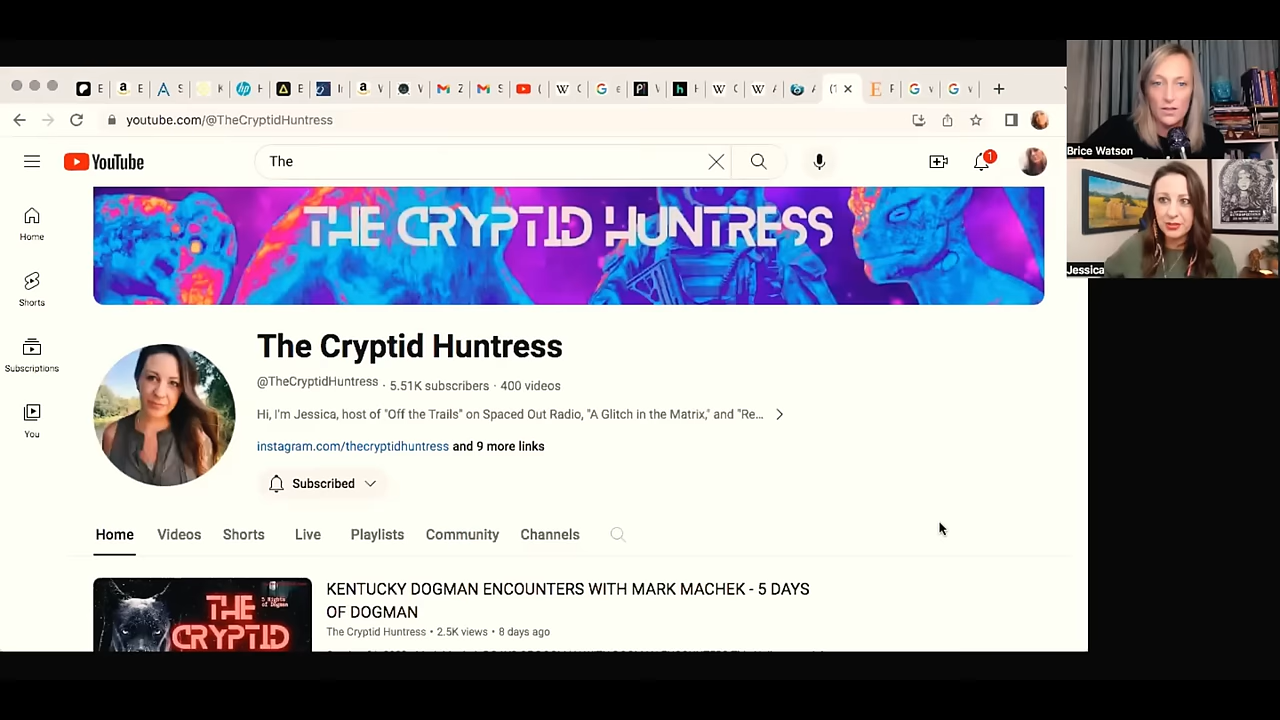 youtube.com/@TheCryptidHuntress
YouTube
The
1
Brice Watson
Jessica
Home
Shorts
Subscriptions
You
THE CRYPTID HUNTRESS
The Cryptid Huntress
@TheCryptidHuntress · 5.51K subscribers · 400 videos
Hi, I'm Jessica, host of "Off the Trails" on Spaced Out Radio, "A Glitch in the Matrix," and "Re...
instagram.com/thecryptidhuntress and 9 more links
Subscribed
Home Videos Shorts Live Playlists Community Channels
THE
CRYPTID
KENTUCKY DOGMAN ENCOUNTERS WITH MARK MACHEK - 5 DAYS
OF DOGMAN
The Cryptid Huntress • 2.5K views • 8 days ago